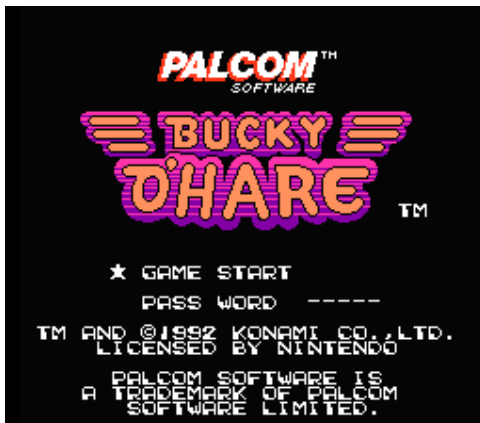 PALCOM™
SOFTWARE
BUCKY
O'HARE TM
★ GAME START
PASS WORD -----
TM AND ©1992 KONAMI CO.,LTD.
LICENSED BY NINTENDO
PALCOM SOFTWARE IS
A TRADEMARK OF PALCOM
SOFTWARE LIMITED.